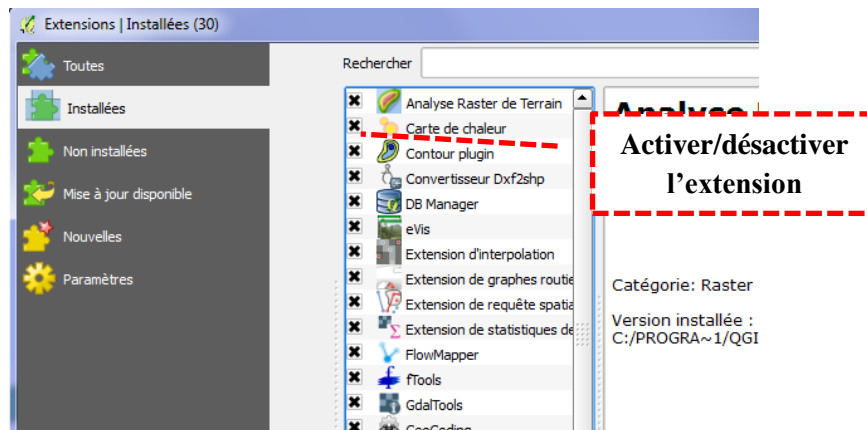 Extensions | Installées (30)
Toutes
Installées
Non installées
Mise à jour disponible
Nouvelles
Paramètres
Rechercher
Analyse Raster de Terrain
Carte de chaleur
Contour plugin
Convertisseur Dxf2shp
DB Manager
eVis
Extension d'interpolation
Extension de graphes routie
Extension de requête spatia
Extension de statistiques de
FlowMapper
fTools
GdalTools
GeoCoding
Analyse
Activer/désactiver
l'extension
Catégorie: Raster
Version installée :
C:/PROGRA~1/QGI